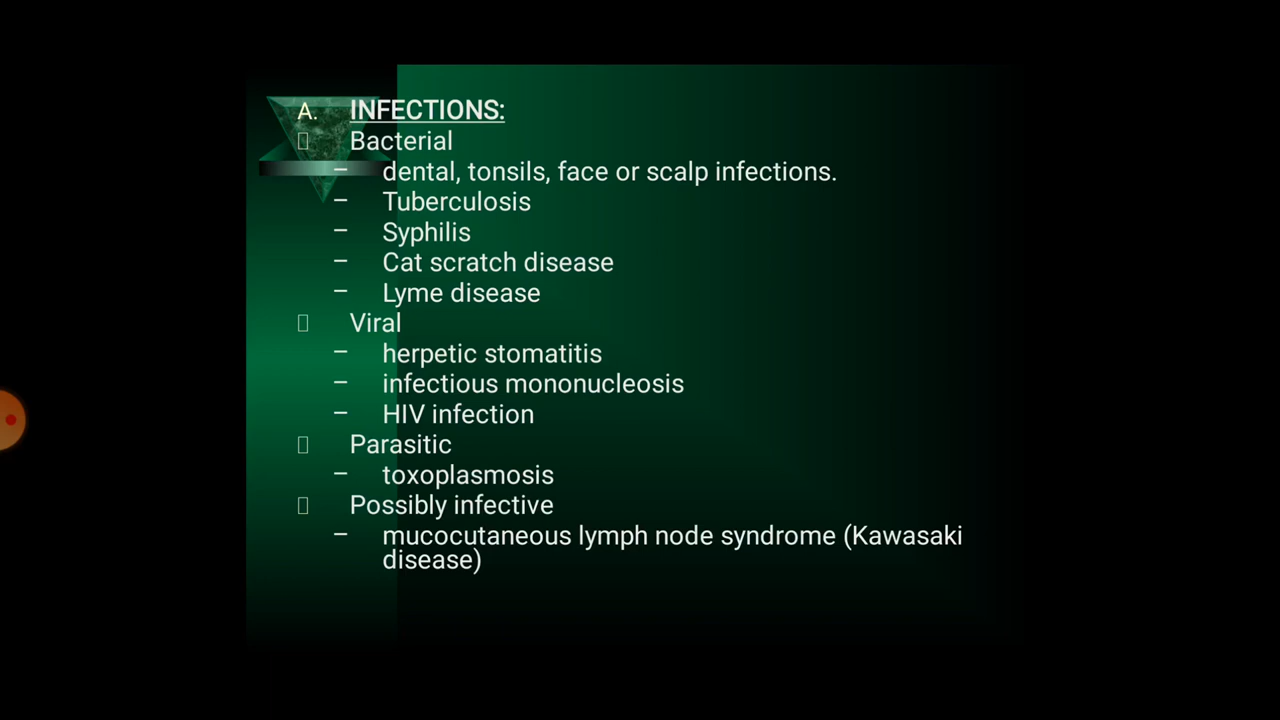 A. INFECTIONS:
Bacterial
– dental, tonsils, face or scalp infections.
– Tuberculosis
– Syphilis
– Cat scratch disease
– Lyme disease
Viral
– herpetic stomatitis
– infectious mononucleosis
– HIV infection
Parasitic
– toxoplasmosis
Possibly infective
– mucocutaneous lymph node syndrome (Kawasaki
disease)